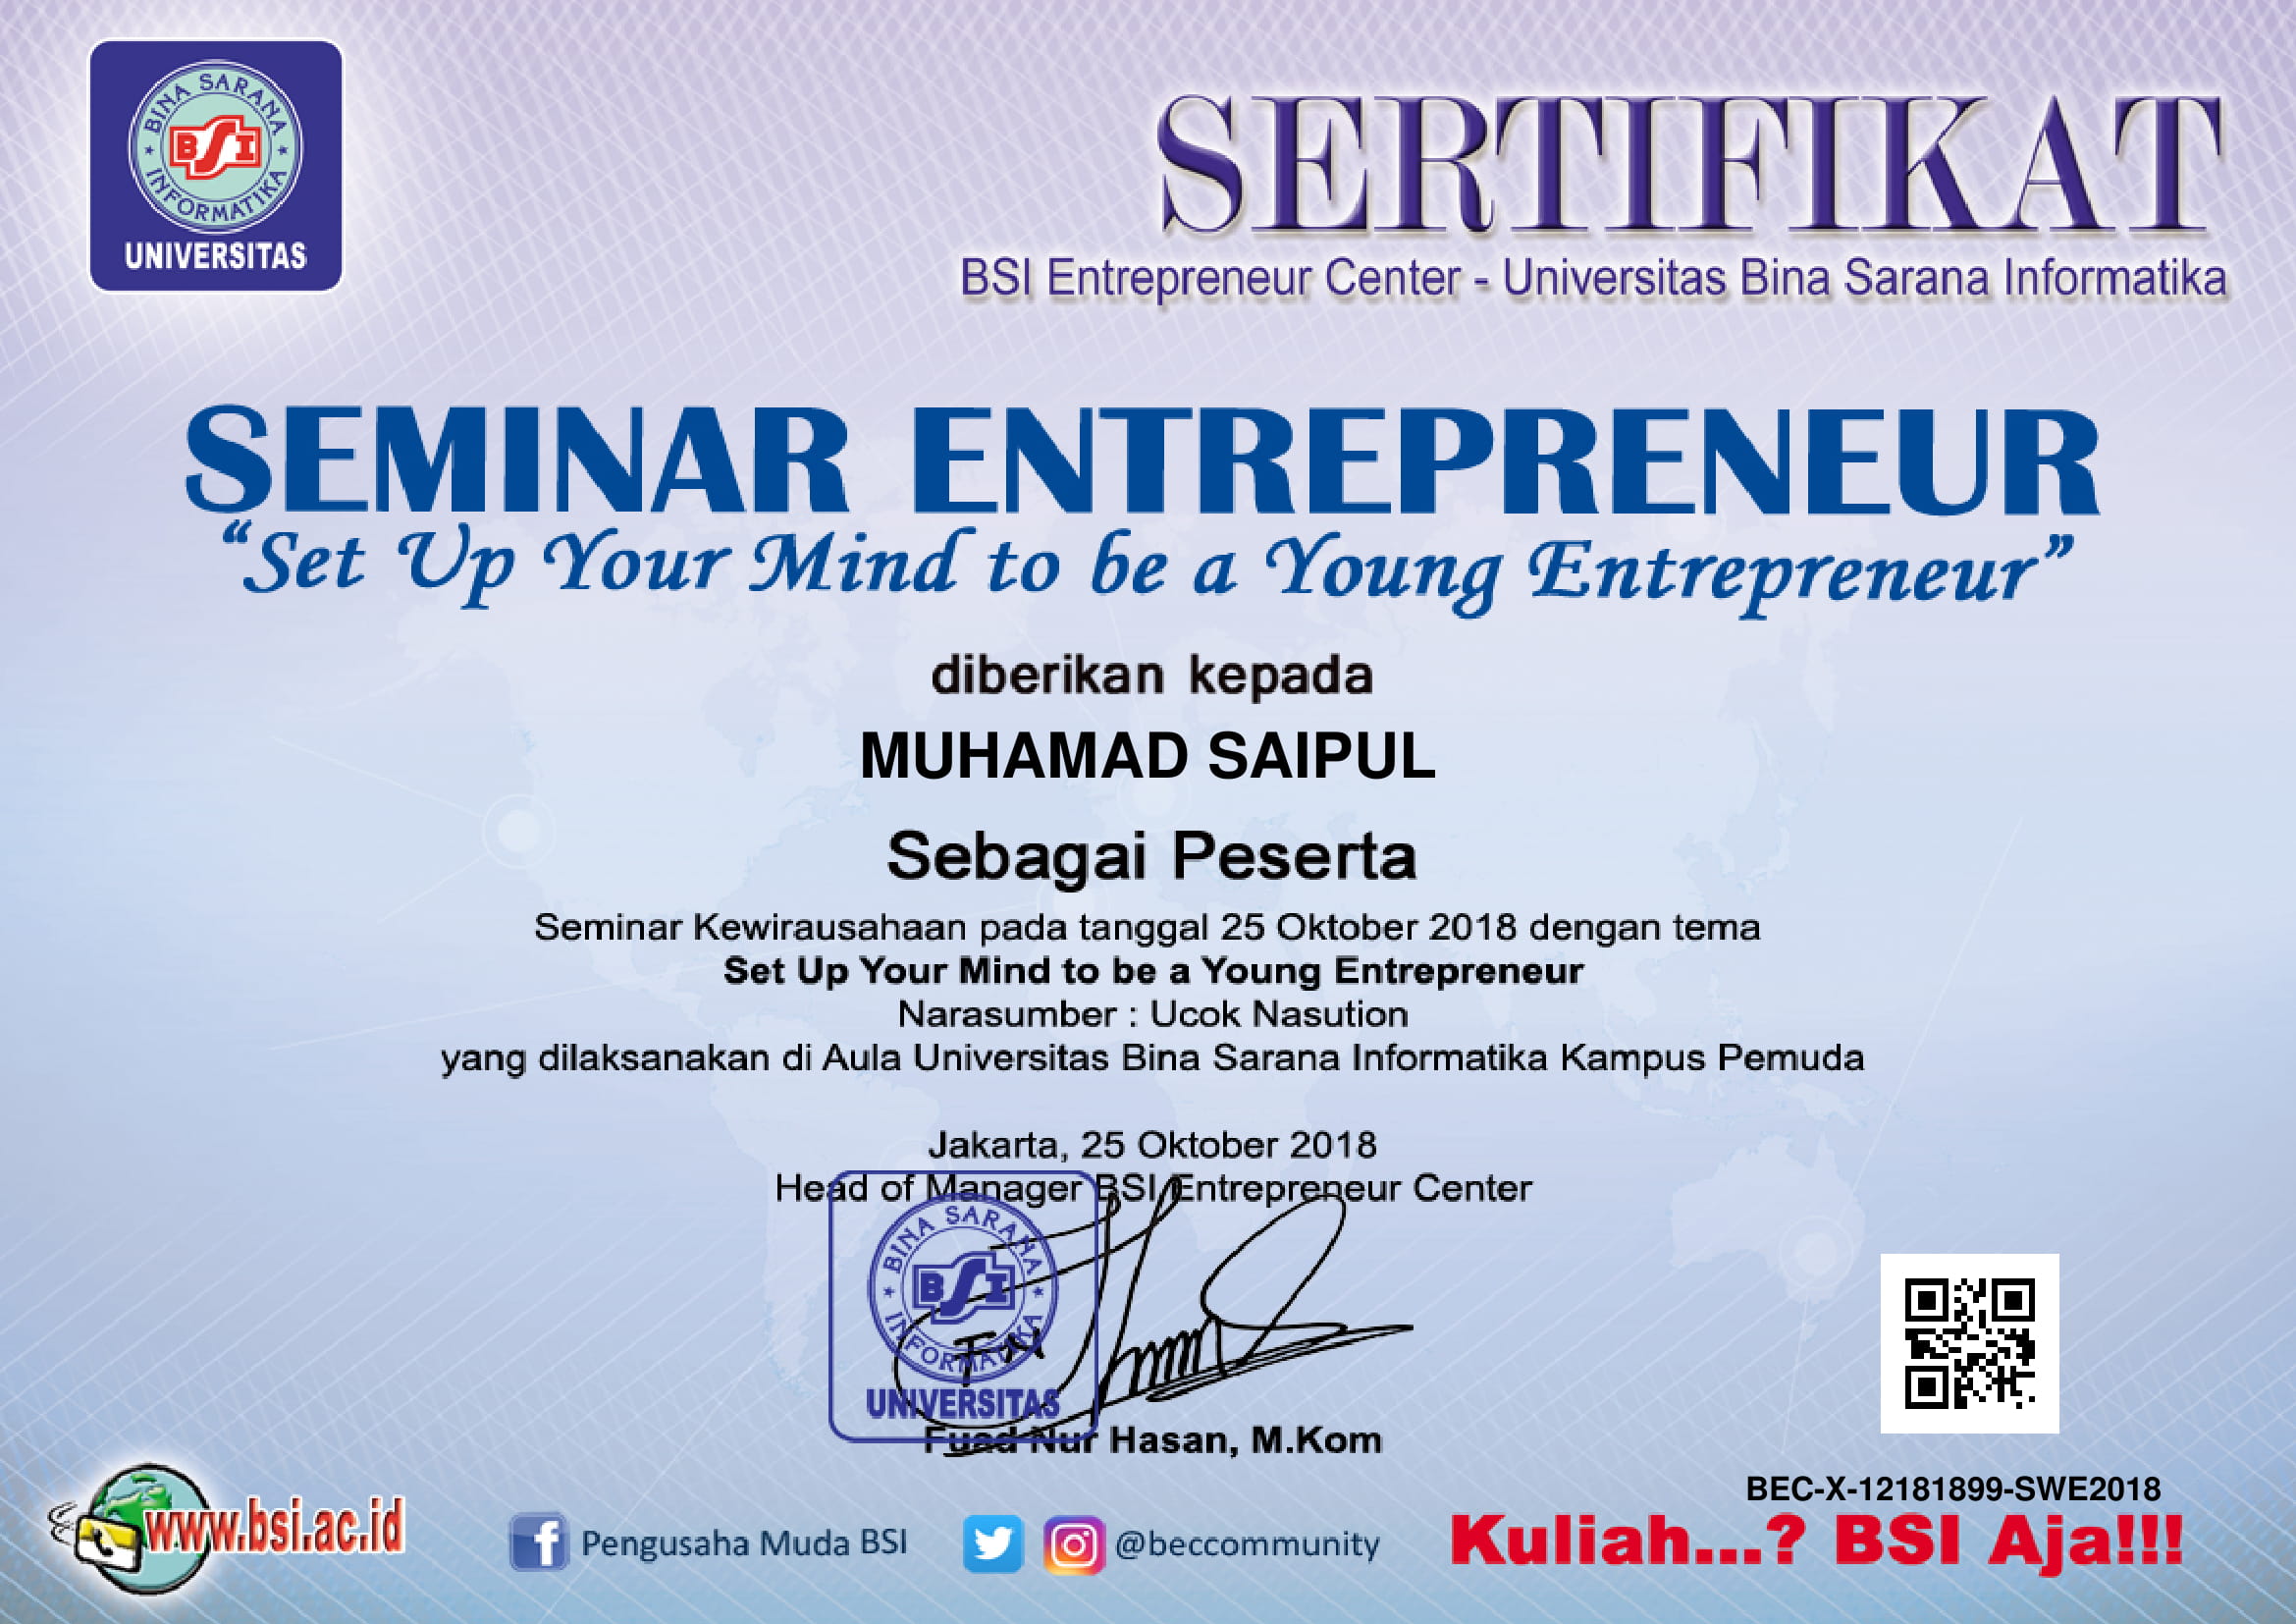 BINA SARANA
BSI
INFORMATIKA
UNIVERSITAS
SERTIFIKAT
BSI Entrepreneur Center - Universitas Bina Sarana Informatika
SEMINAR ENTREPRENEUR
“Set Up Your Mind to be a Young Entrepreneur”
diberikan kepada
MUHAMAD SAIPUL
Sebagai Peserta
Seminar Kewirausahaan pada tanggal 25 Oktober 2018 dengan tema
Set Up Your Mind to be a Young Entrepreneur
Narasumber : Ucok Nasution
yang dilaksanakan di Aula Universitas Bina Sarana Informatika Kampus Pemuda
Jakarta, 25 Oktober 2018
Head of Manager BSI Entrepreneur Center
BINA SARANA
BSI
INFORMATIKA
UNIVERSITAS
Fuad Nur Hasan, M.Kom
BEC-X-12181899-SWE2018
www.bsi.ac.id
Pengusaha Muda BSI
@beccommunity
Kuliah...? BSI Aja!!!